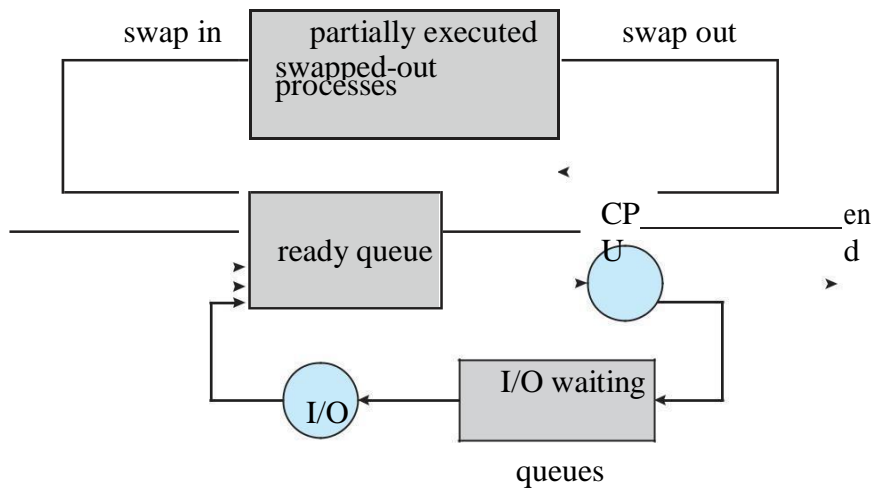 swap in
partially executed
swap out
swapped-out
processes
CP
U
en
d
ready queue
I/O waiting
I/O
queues